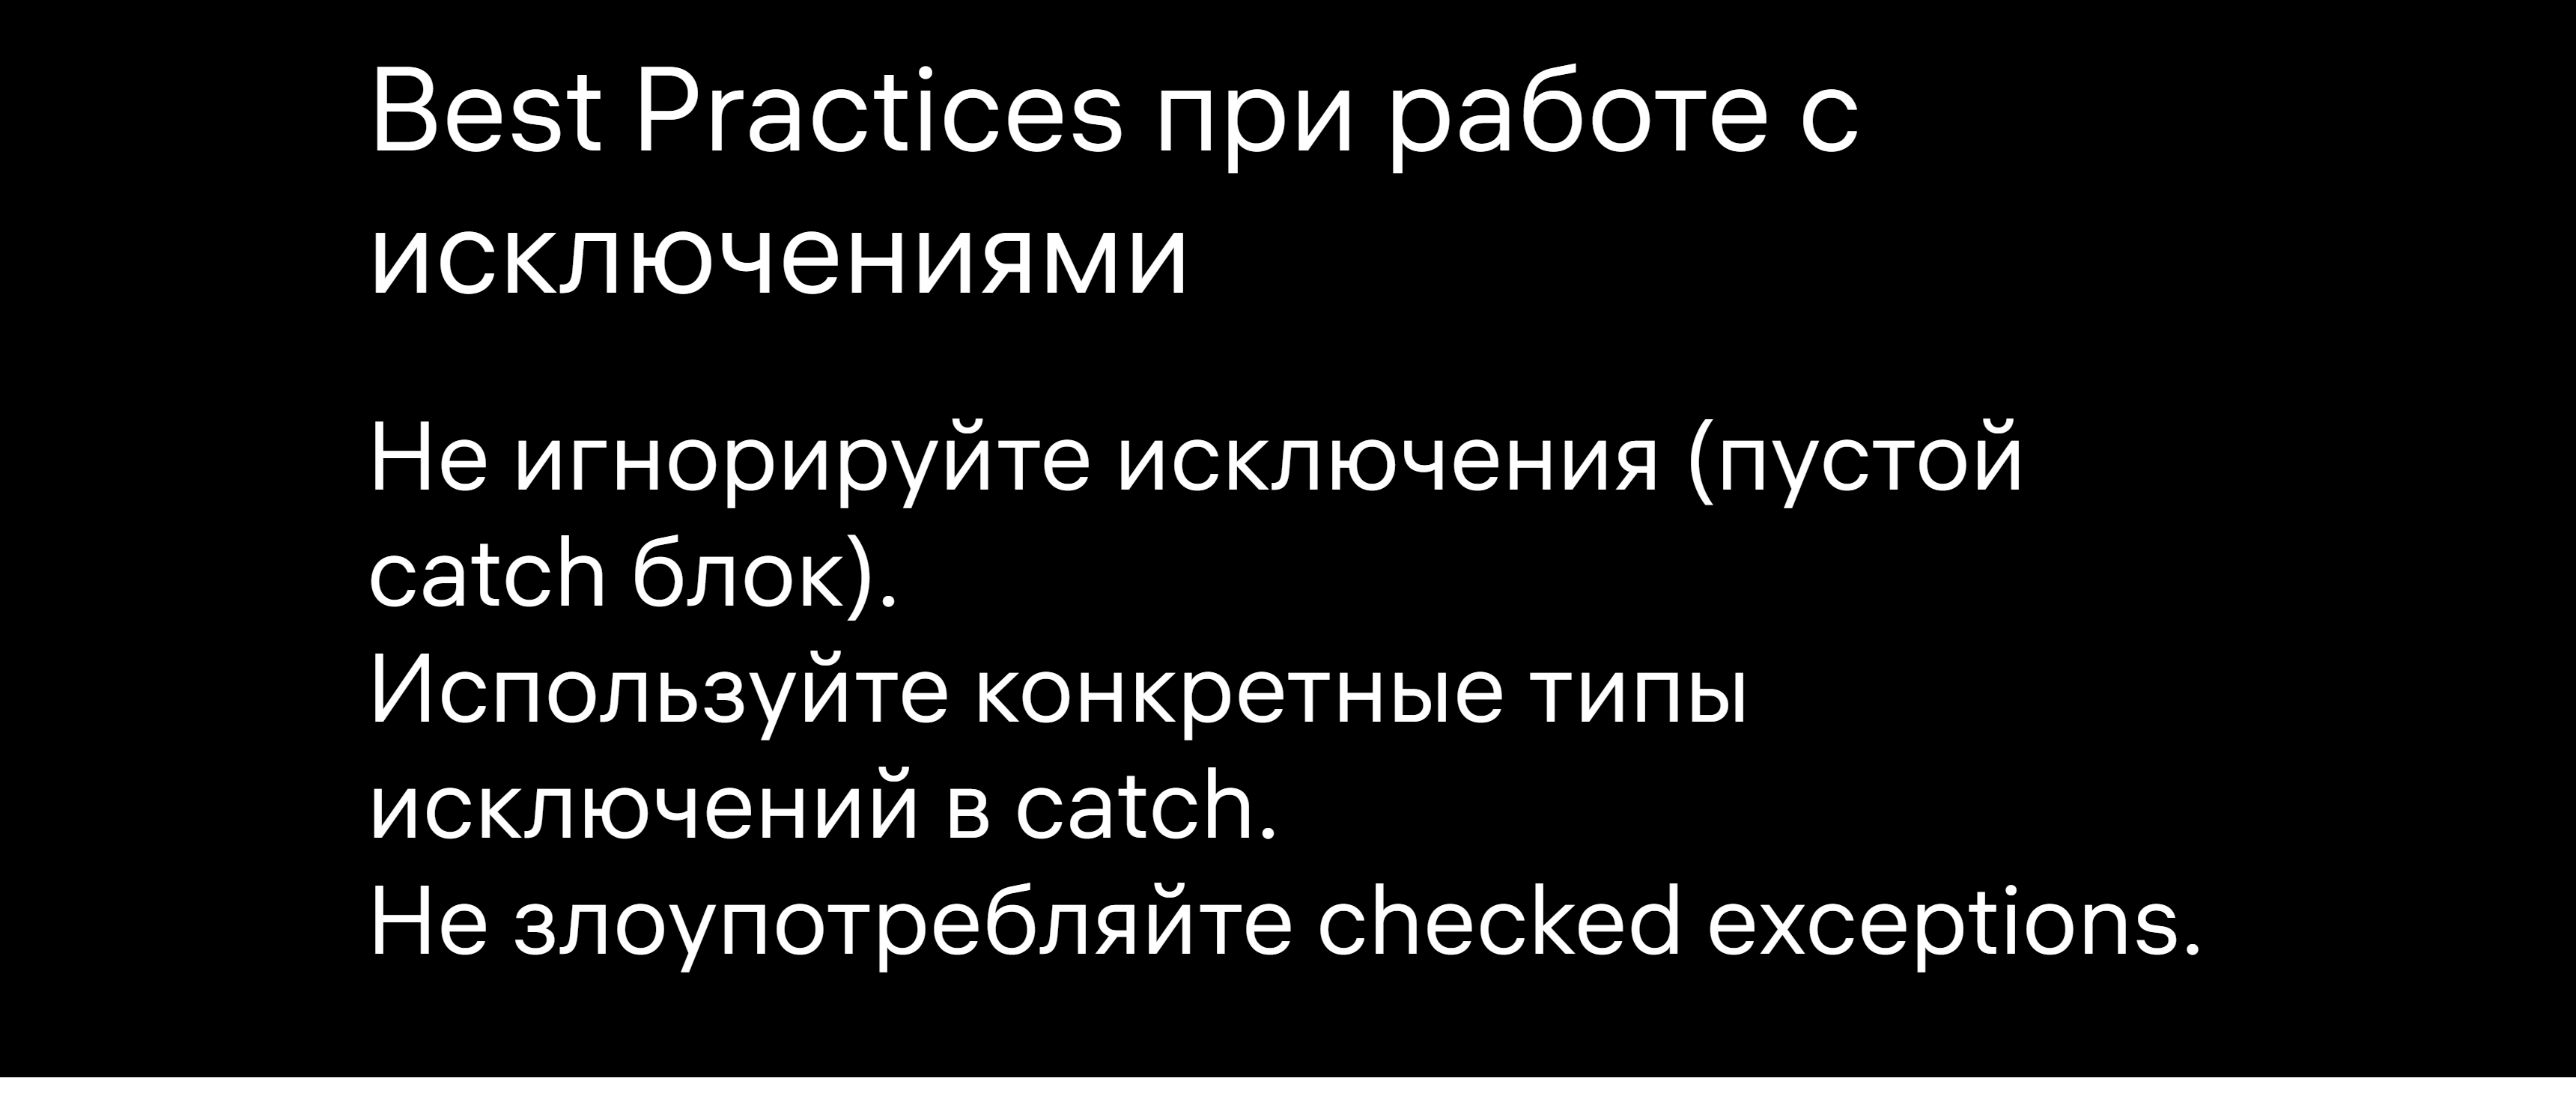 Best Practices при работе с
исключениями
Не игнорируйте исключения (пустой
catch блок).
Используйте конкретные типы
исключений в catch.
Не злоупотребляйте checked exceptions.